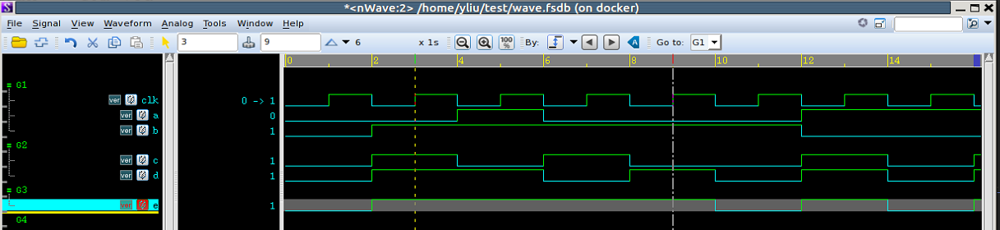 *<nWave:2> /home/yliu/test/wave.fsdb (on docker)
File Signal View Waveform Analog Tools Window Help
3 9 6 x 1s 100 % By: Go to: G1
0 2 4 6 8 10 12 14
G1
ver clk 0 -> 1
ver a 0
ver b 1
G2
ver c 1
ver d 1
G3
ver e 1
G4